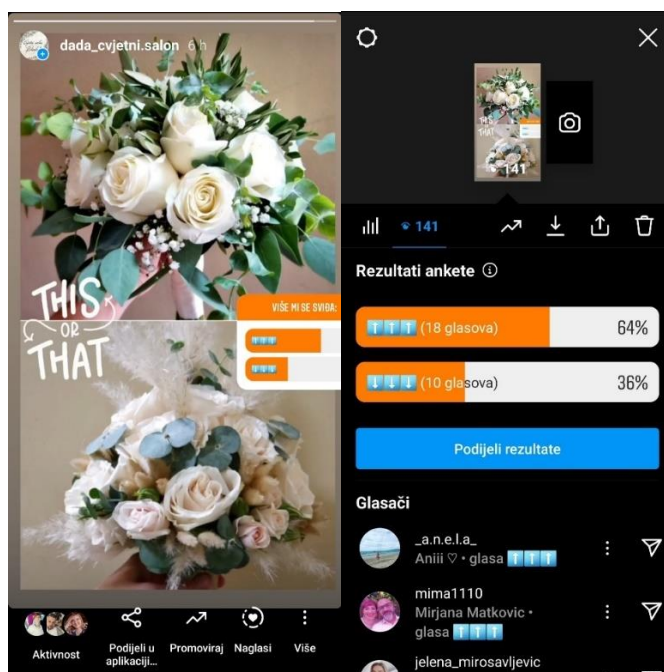 dada_cvjetni.salon 6 h
THIS
OR
THAT
VIŠE MI SE SVIĐA:
Aktivnost
Podijeli u
aplikaciji...
Promoviraj
Naglasi
Više
141
141
Rezultati ankete
(18 glasova)
64%
(10 glasova)
36%
Podijeli rezultate
Glasači
_a.n.e.l.a_
Aniii ♡ • glasa
mima1110
Mirjana Matkovic •
glasa
jelena_mirosavljevic